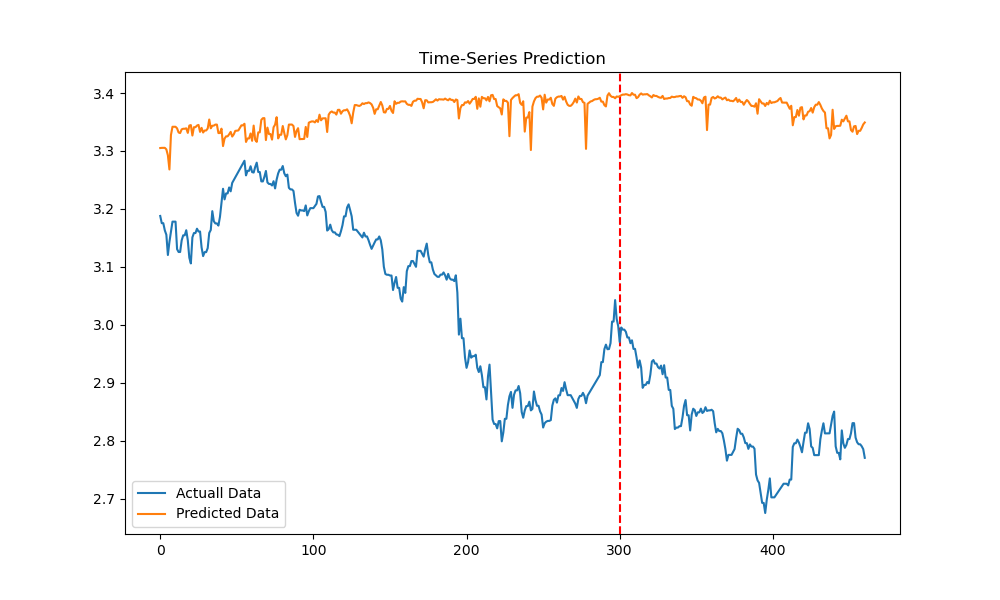 Time-Series Prediction
3.4
3.3
3.2
3.1
3.0
2.9
2.8
2.7
Actuall Data
Predicted Data
0 100 200 300 400